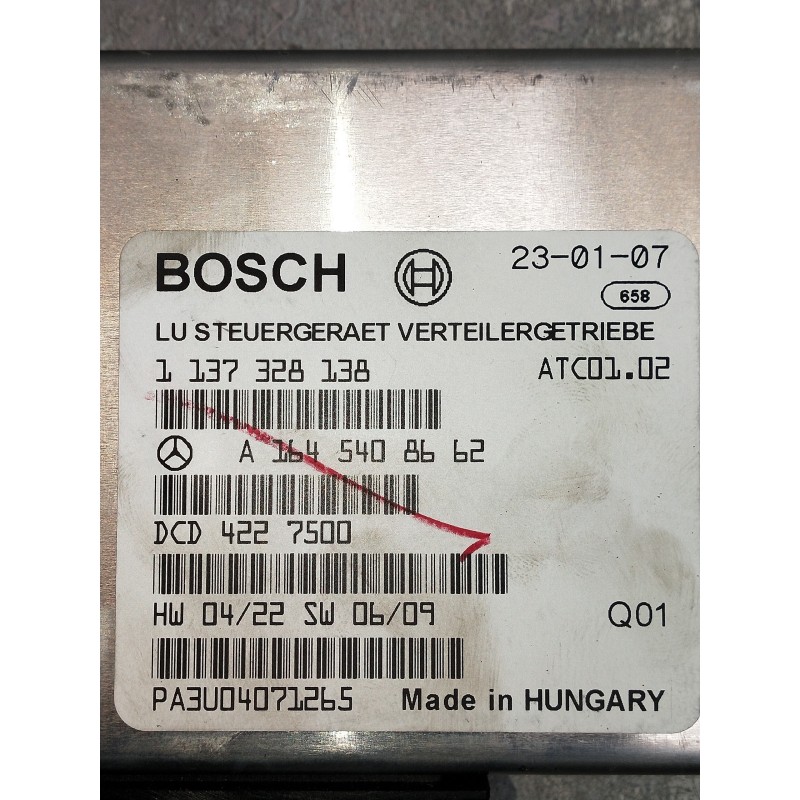 BOSCH
23-01-07
658
LU STEUERGERAET VERTEILERGETRIEBE
1 137 328 138 ATC01.02
A 164 540 86 62
DCD 422 7500
HW 04/22 SW 06/09 Q01
PA3U04071265 Made in HUNGARY